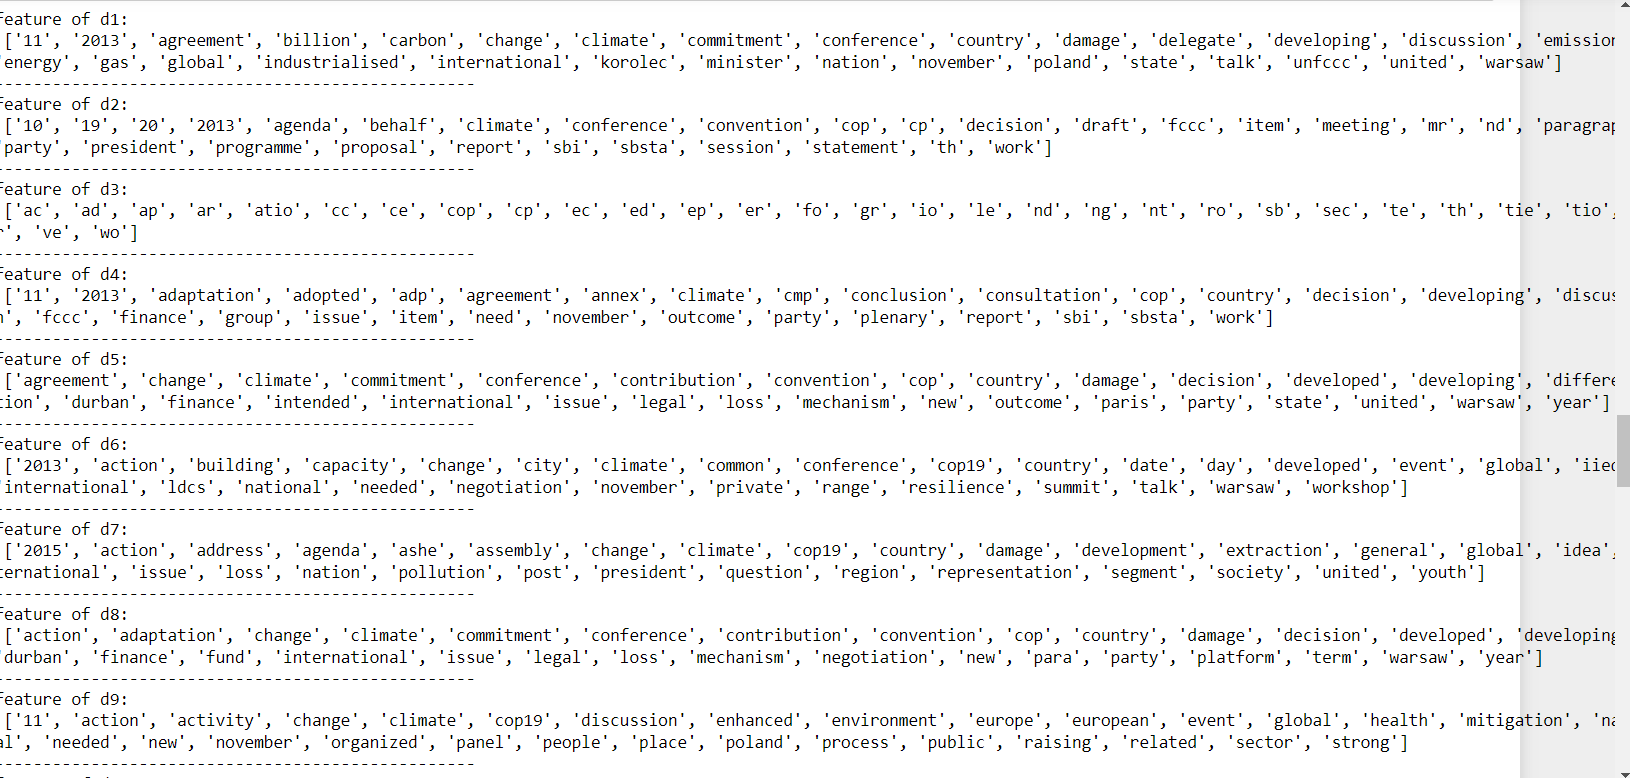 Feature of d1:
['11', '2013', 'agreement', 'billion', 'carbon', 'change', 'climate', 'commitment', 'conference', 'country', 'damage', 'delegate', 'developing', 'discussion', 'emission
'energy', 'gas', 'global', 'industrialised', 'international', 'korolec', 'minister', 'nation', 'november', 'poland', 'state', 'talk', 'unfccc', 'united', 'warsaw']
--------------------------------------------------
Feature of d2:
['10', '19', '20', '2013', 'agenda', 'behalf', 'climate', 'conference', 'convention', 'cop', 'cp', 'decision', 'draft', 'fccc', 'item', 'meeting', 'mr', 'nd', 'paragrap
'party', 'president', 'programme', 'proposal', 'report', 'sbi', 'sbsta', 'session', 'statement', 'th', 'work']
--------------------------------------------------
Feature of d3:
['ac', 'ad', 'ap', 'ar', 'atio', 'cc', 'ce', 'cop', 'cp', 'ec', 'ed', 'ep', 'er', 'fo', 'gr', 'io', 'le', 'nd', 'ng', 'nt', 'ro', 'sb', 'sec', 'te', 'th', 'tie', 'tio',
r', 've', 'wo']
--------------------------------------------------
Feature of d4:
['11', '2013', 'adaptation', 'adopted', 'adp', 'agreement', 'annex', 'climate', 'cmp', 'conclusion', 'consultation', 'cop', 'country', 'decision', 'developing', 'discus
n', 'fccc', 'finance', 'group', 'issue', 'item', 'need', 'november', 'outcome', 'party', 'plenary', 'report', 'sbi', 'sbsta', 'work']
--------------------------------------------------
Feature of d5:
['agreement', 'change', 'climate', 'commitment', 'conference', 'contribution', 'convention', 'cop', 'country', 'damage', 'decision', 'developed', 'developing', 'differe
tion', 'durban', 'finance', 'intended', 'international', 'issue', 'legal', 'loss', 'mechanism', 'new', 'outcome', 'paris', 'party', 'state', 'united', 'warsaw', 'year']
--------------------------------------------------
Feature of d6:
['2013', 'action', 'building', 'capacity', 'change', 'city', 'climate', 'common', 'conference', 'cop19', 'country', 'date', 'day', 'developed', 'event', 'global', 'iied
'international', 'ldcs', 'national', 'needed', 'negotiation', 'november', 'private', 'range', 'resilience', 'summit', 'talk', 'warsaw', 'workshop']
--------------------------------------------------
Feature of d7:
['2015', 'action', 'address', 'agenda', 'ashe', 'assembly', 'change', 'climate', 'cop19', 'country', 'damage', 'development', 'extraction', 'general', 'global', 'idea',
ternational', 'issue', 'loss', 'nation', 'pollution', 'post', 'president', 'question', 'region', 'representation', 'segment', 'society', 'united', 'youth']
--------------------------------------------------
Feature of d8:
['action', 'adaptation', 'change', 'climate', 'commitment', 'conference', 'contribution', 'convention', 'cop', 'country', 'damage', 'decision', 'developed', 'developing
'durban', 'finance', 'fund', 'international', 'issue', 'legal', 'loss', 'mechanism', 'negotiation', 'new', 'para', 'party', 'platform', 'term', 'warsaw', 'year']
--------------------------------------------------
Feature of d9:
['11', 'action', 'activity', 'change', 'climate', 'cop19', 'discussion', 'enhanced', 'environment', 'europe', 'european', 'event', 'global', 'health', 'mitigation', 'na
al', 'needed', 'new', 'november', 'organized', 'panel', 'people', 'place', 'poland', 'process', 'public', 'raising', 'related', 'sector', 'strong']
--------------------------------------------------